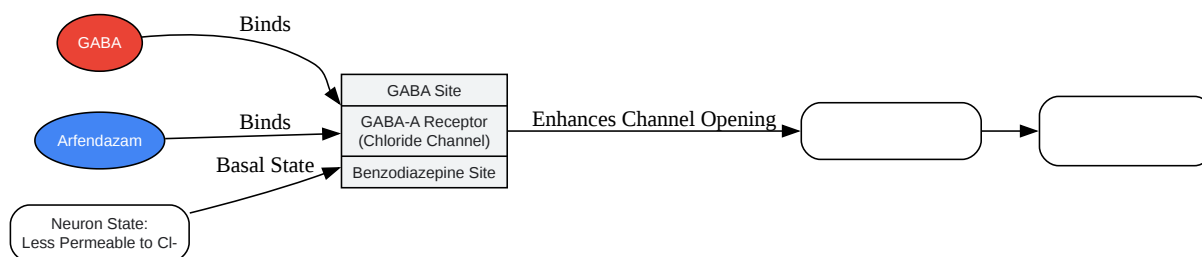 GABA
Binds
Arfendazam
Binds
Basal State
Neuron State:
Less Permeable to Cl-
GABA Site
GABA-A Receptor
(Chloride Channel)
Benzodiazepine Site
Enhances Channel Opening